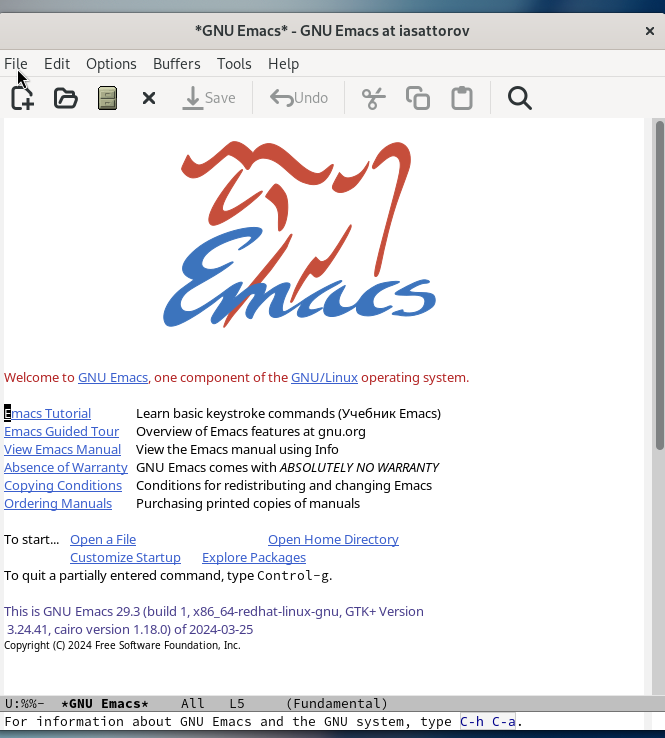 *GNU Emacs* - GNU Emacs at iasattorov
File Edit Options Buffers Tools Help
Save Undo
Emacs
Welcome to GNU Emacs, one component of the GNU/Linux operating system.
Emacs Tutorial Learn basic keystroke commands (Учебник Emacs)
Emacs Guided Tour Overview of Emacs features at gnu.org
View Emacs Manual View the Emacs manual using Info
Absence of Warranty GNU Emacs comes with ABSOLUTELY NO WARRANTY
Copying Conditions Conditions for redistributing and changing Emacs
Ordering Manuals Purchasing printed copies of manuals
To start... Open a File Open Home Directory
Customize Startup Explore Packages
To quit a partially entered command, type Control-g.
This is GNU Emacs 29.3 (build 1, x86_64-redhat-linux-gnu, GTK+ Version
3.24.41, cairo version 1.18.0) of 2024-03-25
Copyright (C) 2024 Free Software Foundation, Inc.
U:%%- *GNU Emacs* All L5 (Fundamental)
For information about GNU Emacs and the GNU system, type C-h C-a.